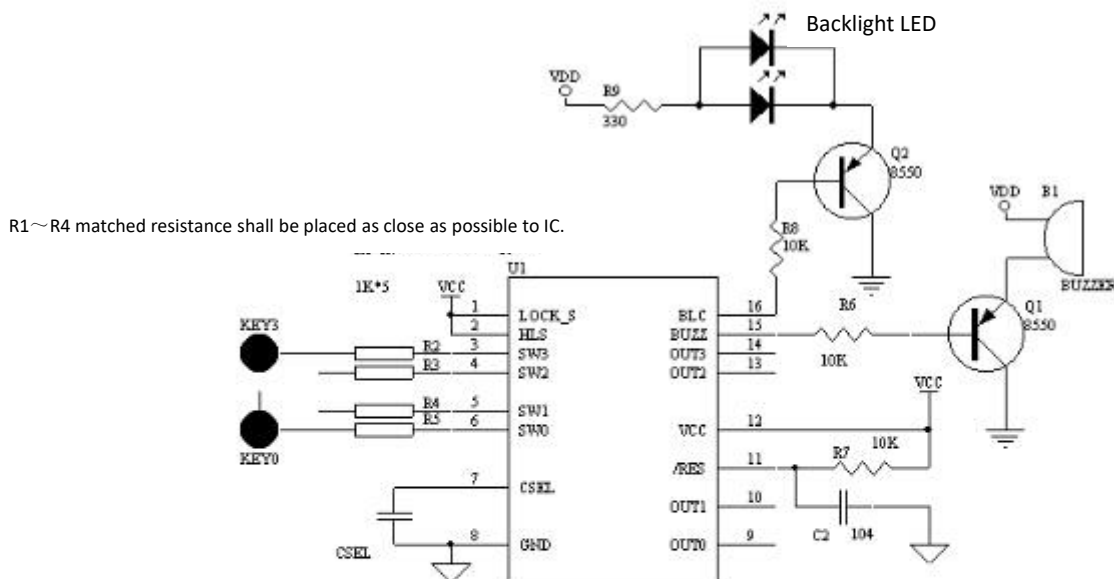 Backlight LED
VDD
R9
330
Q2
8550
VDD
B1
R1～R4 matched resistance shall be placed as close as possible to IC.
R8
10K
U1
1K*5
VCC
BUZZER
1
LOCK_S
BLC
16
R6
Q1
8550
KEY3
2
HLS
BUZZ
15
R2
3
SW3
OUT3
14
R3
4
SW2
OUT2
13
10K
VCC
R4
5
SW1
R5
6
SW0
VCC
12
KEY0
10K
/RES
11
R7
7
CSEL
OUT1
10
C2
104
CSEL
8
GND
OUT0
9